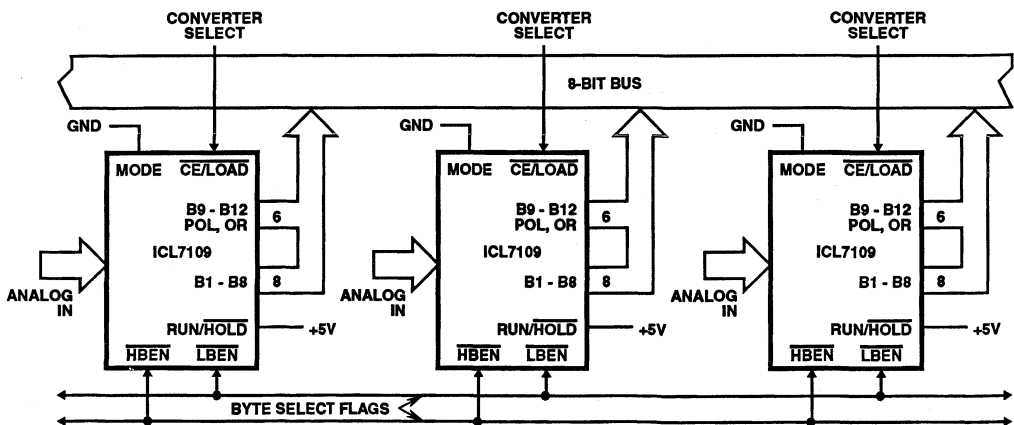 CONVERTER
SELECT
CONVERTER
SELECT
CONVERTER
SELECT
8-BIT BUS
GND
MODE
CE/LOAD
B9 - B12
POL, OR
6
ICL7109
B1 - B8
8
ANALOG
IN
RUN/HOLD
+5V
HBEN
LBEN
GND
MODE
CE/LOAD
B9 - B12
POL, OR
6
ICL7109
B1 - B8
8
ANALOG
IN
RUN/HOLD
+5V
HBEN
LBEN
GND
MODE
CE/LOAD
B9 - B12
POL, OR
6
ICL7109
B1 - B8
8
ANALOG
IN
RUN/HOLD
+5V
HBEN
LBEN
BYTE SELECT FLAGS